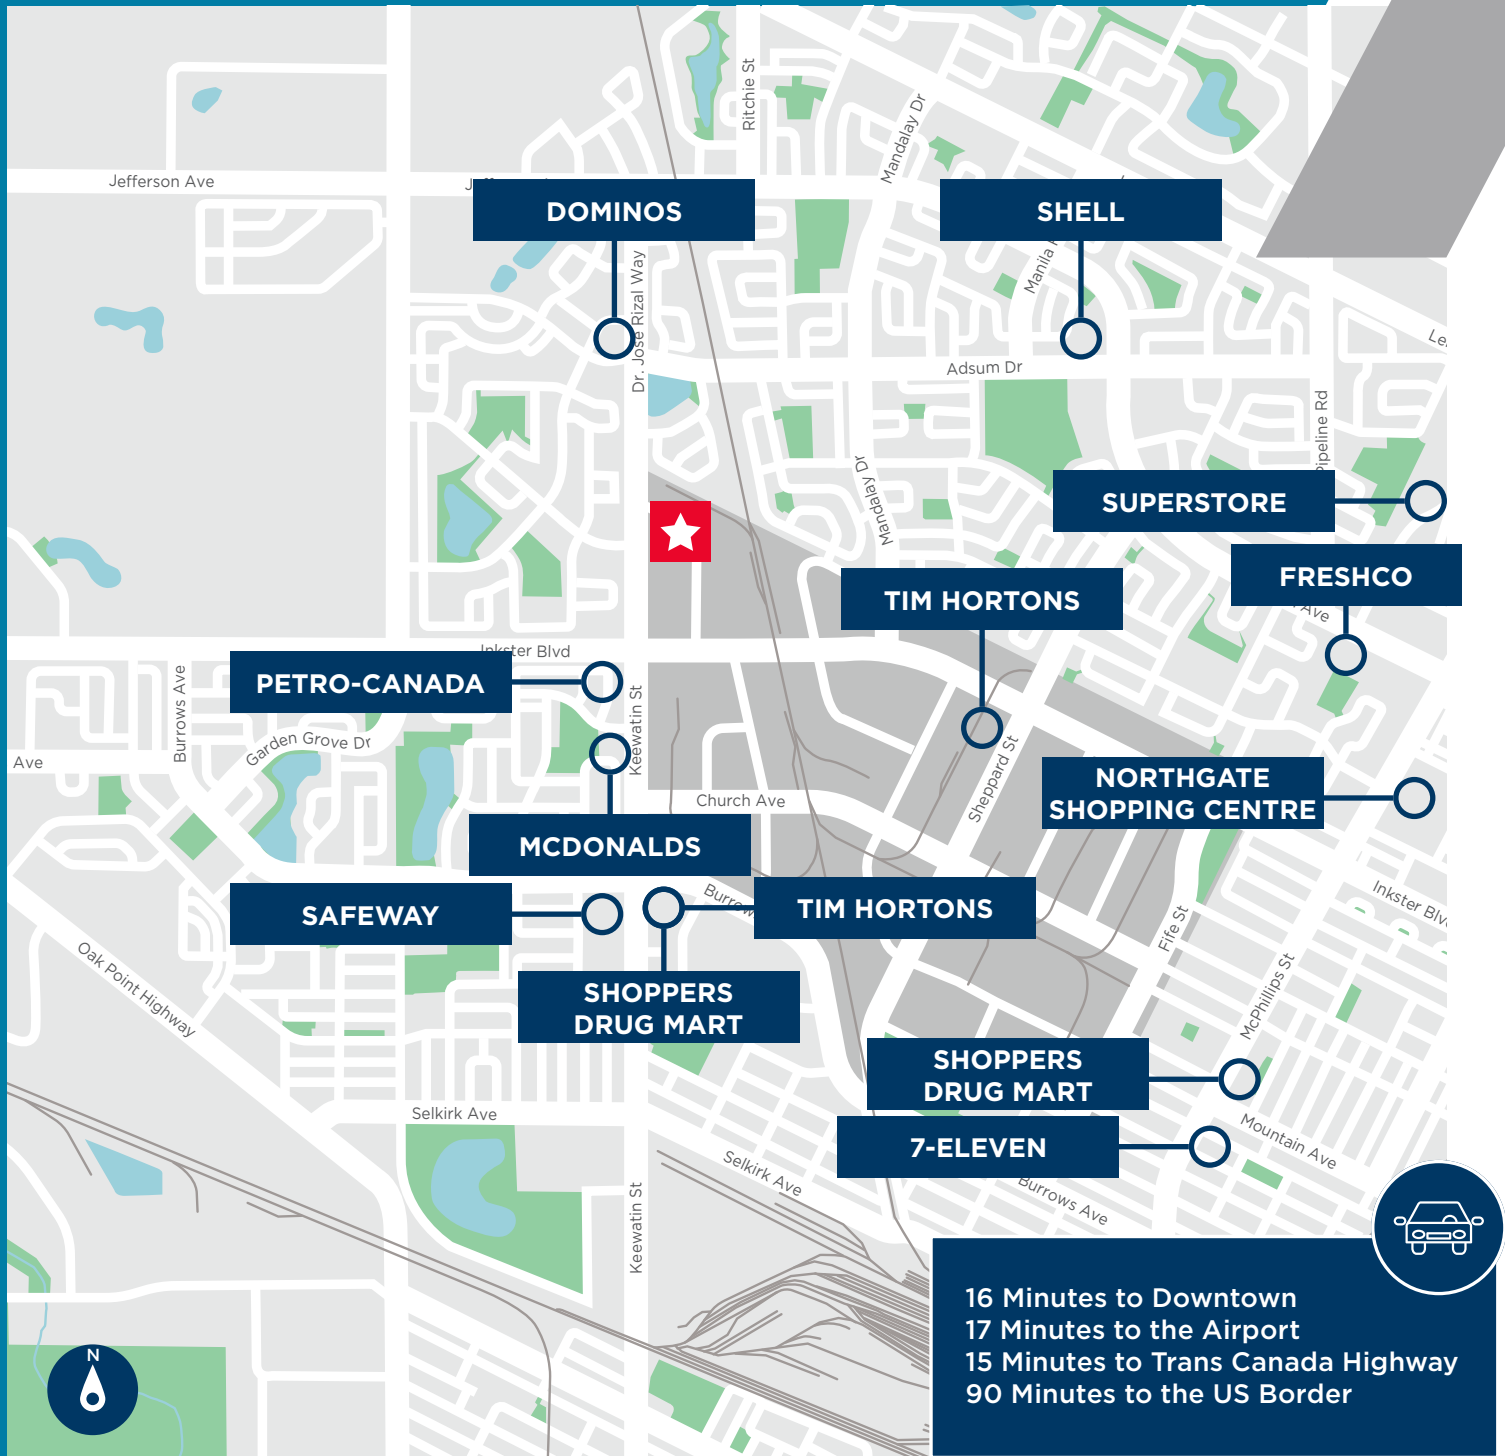 Ritchie St
Mandalay Dr
Jefferson Ave
DOMINOS
SHELL
Dr. Jose Rizal Way
Manila
Adsum Dr
Pipeline Rd
Mandalay Dr
SUPERSTORE
FRESHCO
TIM HORTONS
Ave
Inkster Blvd
PETRO-CANADA
Burrows Ave
Keewatin St
Garden Grove Dr
Ave
Sheppard St
NORTHGATE
SHOPPING CENTRE
Church Ave
MCDONALDS
SAFEWAY
Burrows
TIM HORTONS
Inkster Blv
Fife St
Oak Point Highway
SHOPPERS
DRUG MART
McPhillips St
SHOPPERS
DRUG MART
Selkirk Ave
Mountain Ave
7-ELEVEN
Selkirk Ave
Burrows Ave
Keewatin St
16 Minutes to Downtown
17 Minutes to the Airport
15 Minutes to Trans Canada Highway
90 Minutes to the US Border
N